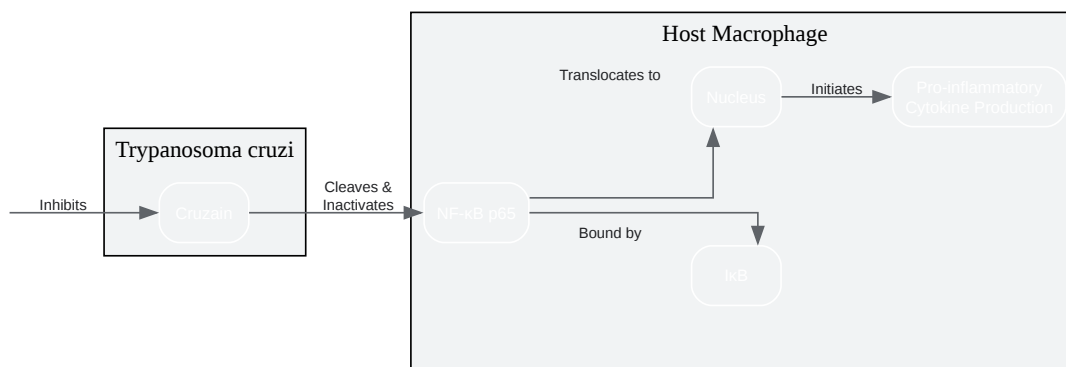 Host Macrophage
Translocates to
Nucleus
Initiates
Pro-inflammatory
Cytokine Production
Trypanosoma cruzi
Inhibits
Cruzain
Cleaves &
Inactivates
NF-κB p65
Bound by
IκB